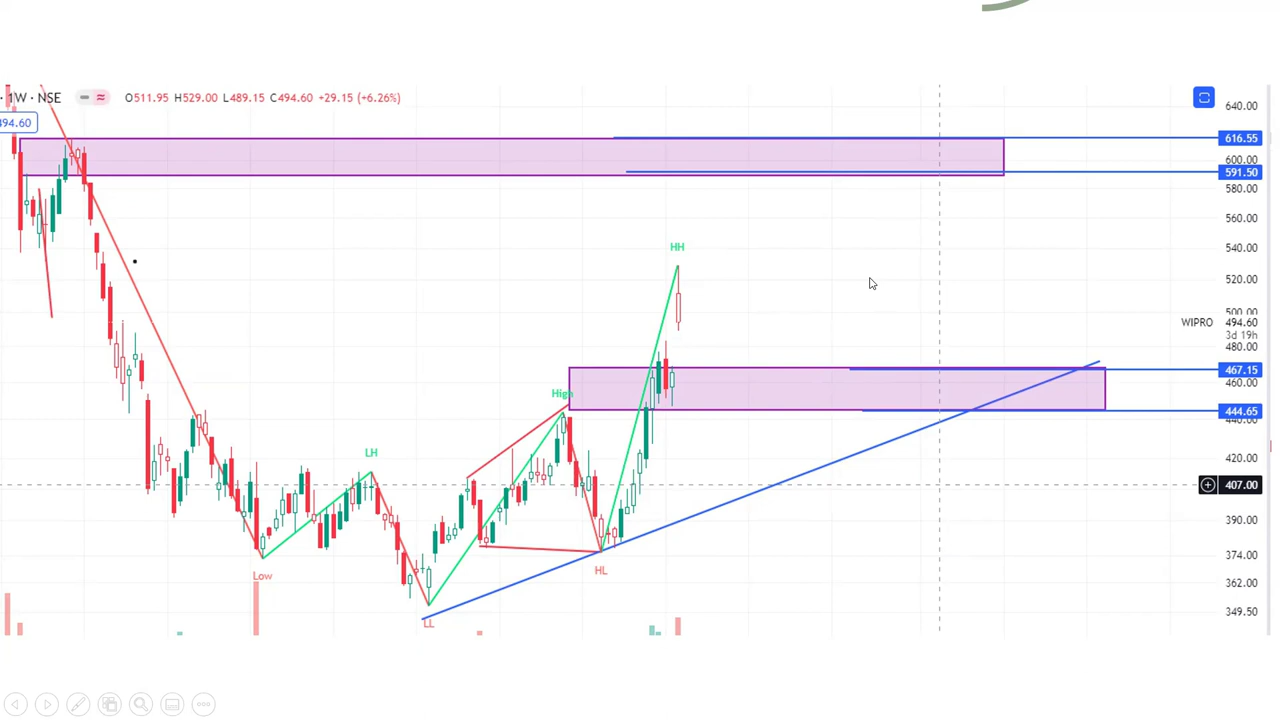 · 1W · NSE O511.95 H529.00 L489.15 C494.60 +29.15 (+6.26%)
494.60
640.00
616.55
600.00
591.50
580.00
560.00
HH
540.00
520.00
500.00
WIPRO 494.60
3d 19h
480.00
467.15
460.00
High
444.65
440.00
LH
420.00
407.00
390.00
374.00
HL
Low
362.00
349.50
LL